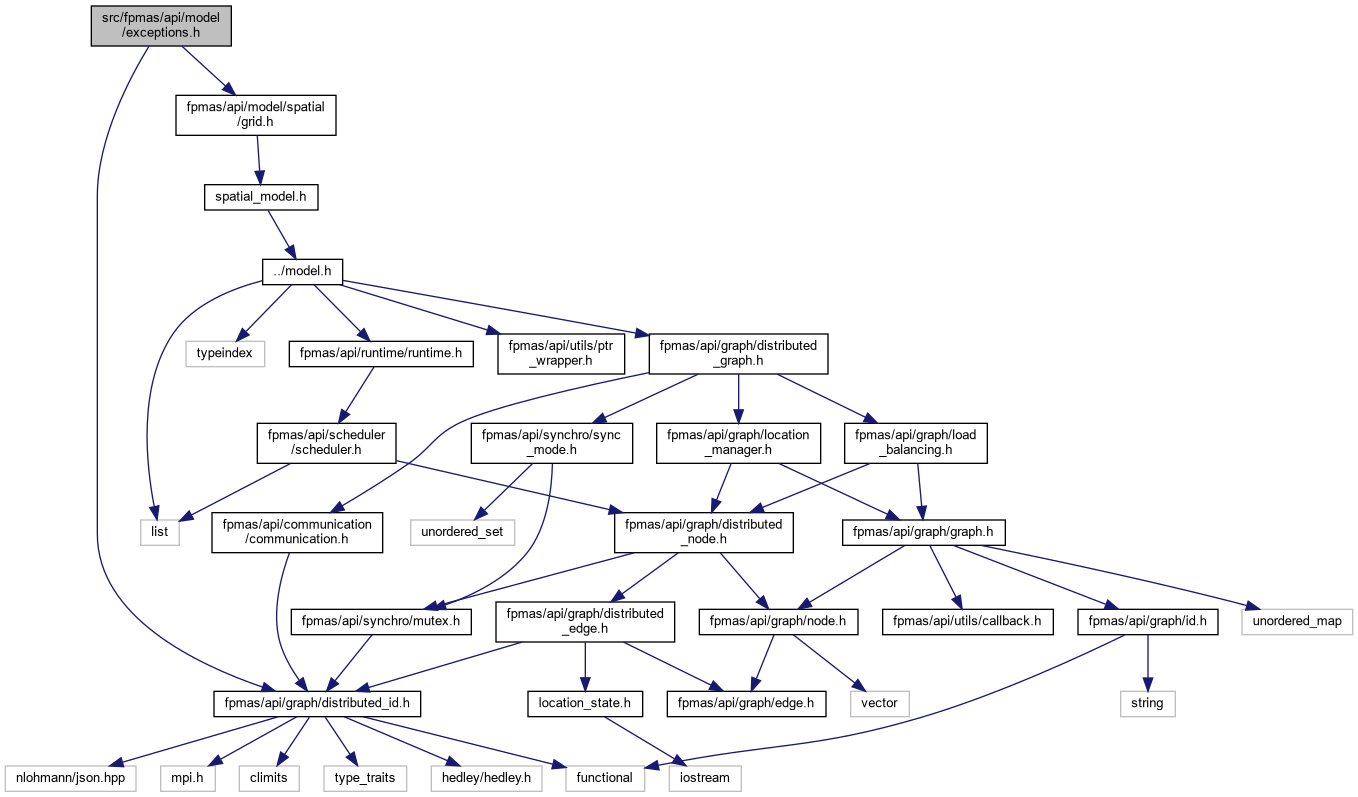 src/fpmas/api/model
/exceptions.h
fpmas/api/model/spatial
/grid.h
spatial_model.h
../model.h
typeindex
fpmas/api/runtime/runtime.h
fpmas/api/utils/ptr
_wrapper.h
fpmas/api/graph/distributed
_graph.h
fpmas/api/scheduler
/scheduler.h
fpmas/api/synchro/sync
_mode.h
fpmas/api/graph/location
_manager.h
fpmas/api/graph/load
_balancing.h
list
fpmas/api/communication
/communication.h
unordered_set
fpmas/api/graph/distributed
_node.h
fpmas/api/graph/graph.h
fpmas/api/synchro/mutex.h
fpmas/api/graph/distributed
_edge.h
fpmas/api/graph/node.h
fpmas/api/utils/callback.h
fpmas/api/graph/id.h
unordered_map
fpmas/api/graph/distributed_id.h
location_state.h
fpmas/api/graph/edge.h
vector
string
nlohmann/json.hpp
mpi.h
climits
type_traits
hedley/hedley.h
functional
iostream